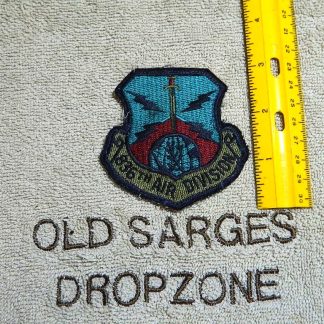 836TH AIR DIVISION
OLD SARGES
DROPZONE